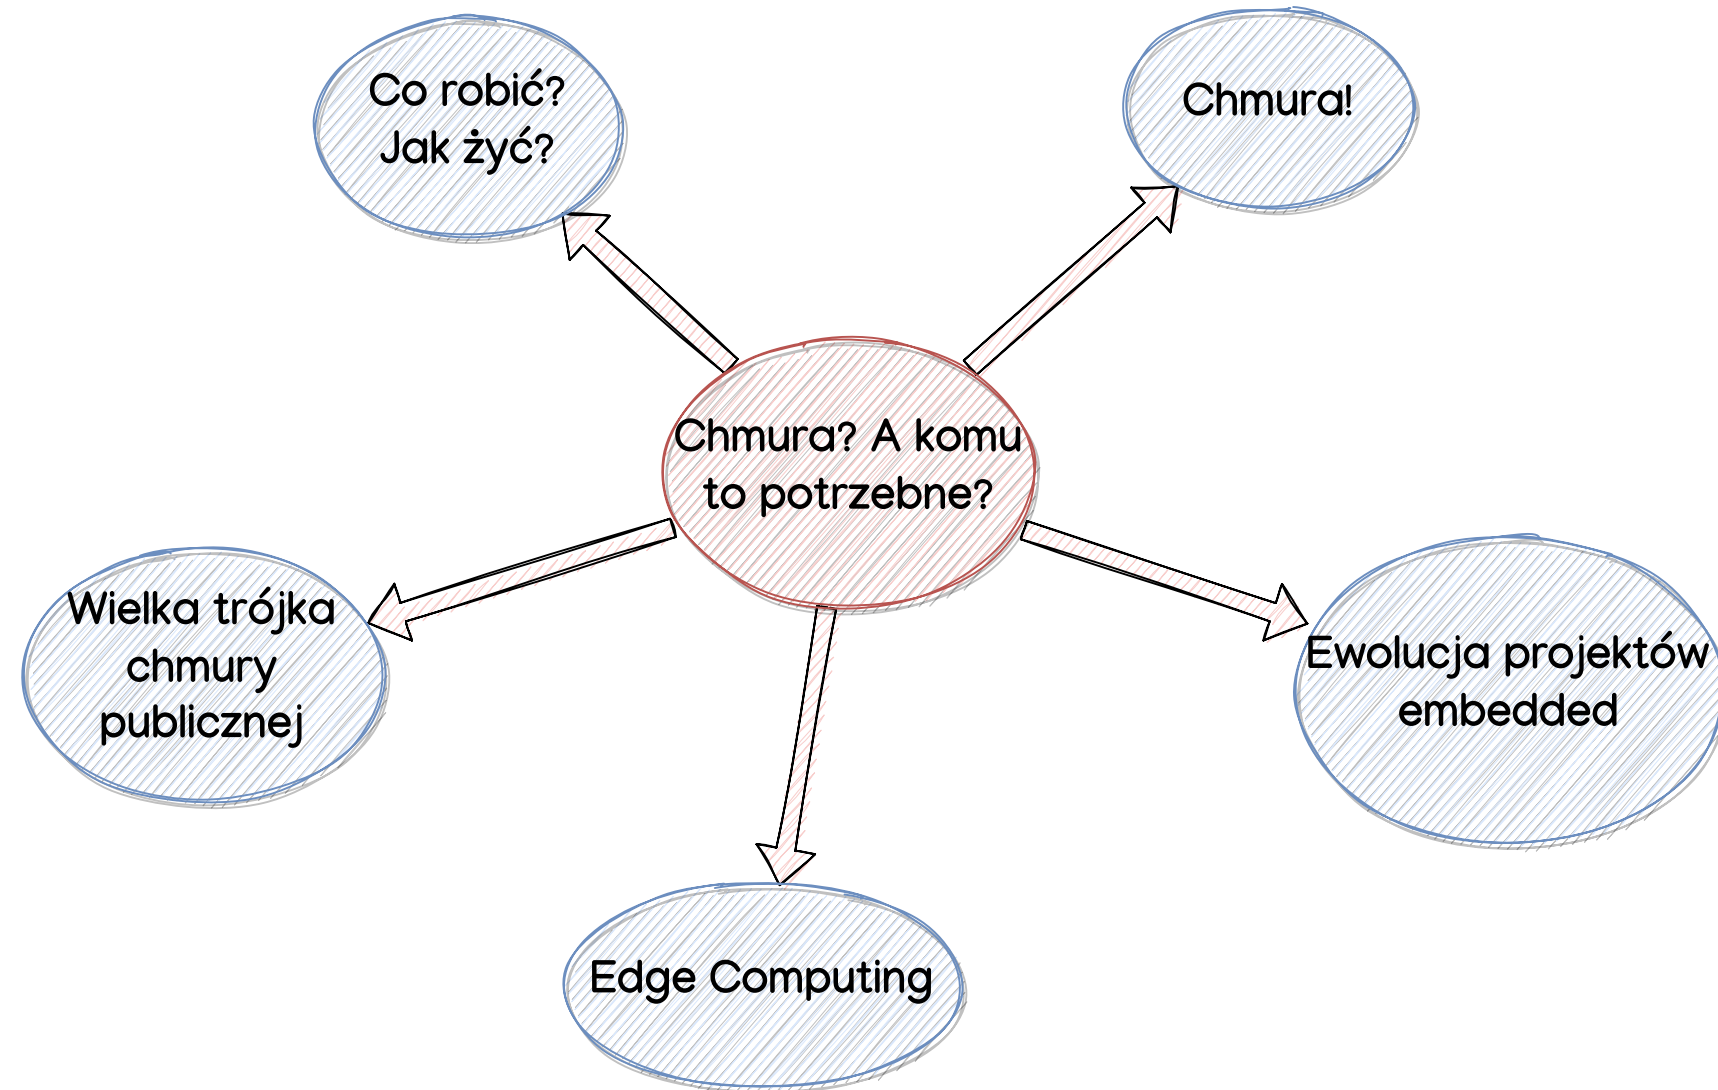 Co robić?
Jak żyć?
Chmura!
Chmura? A komu
to potrzebne?
Wielka trójka
chmury
publicznej
Ewolucja projektów
embedded
Edge Computing